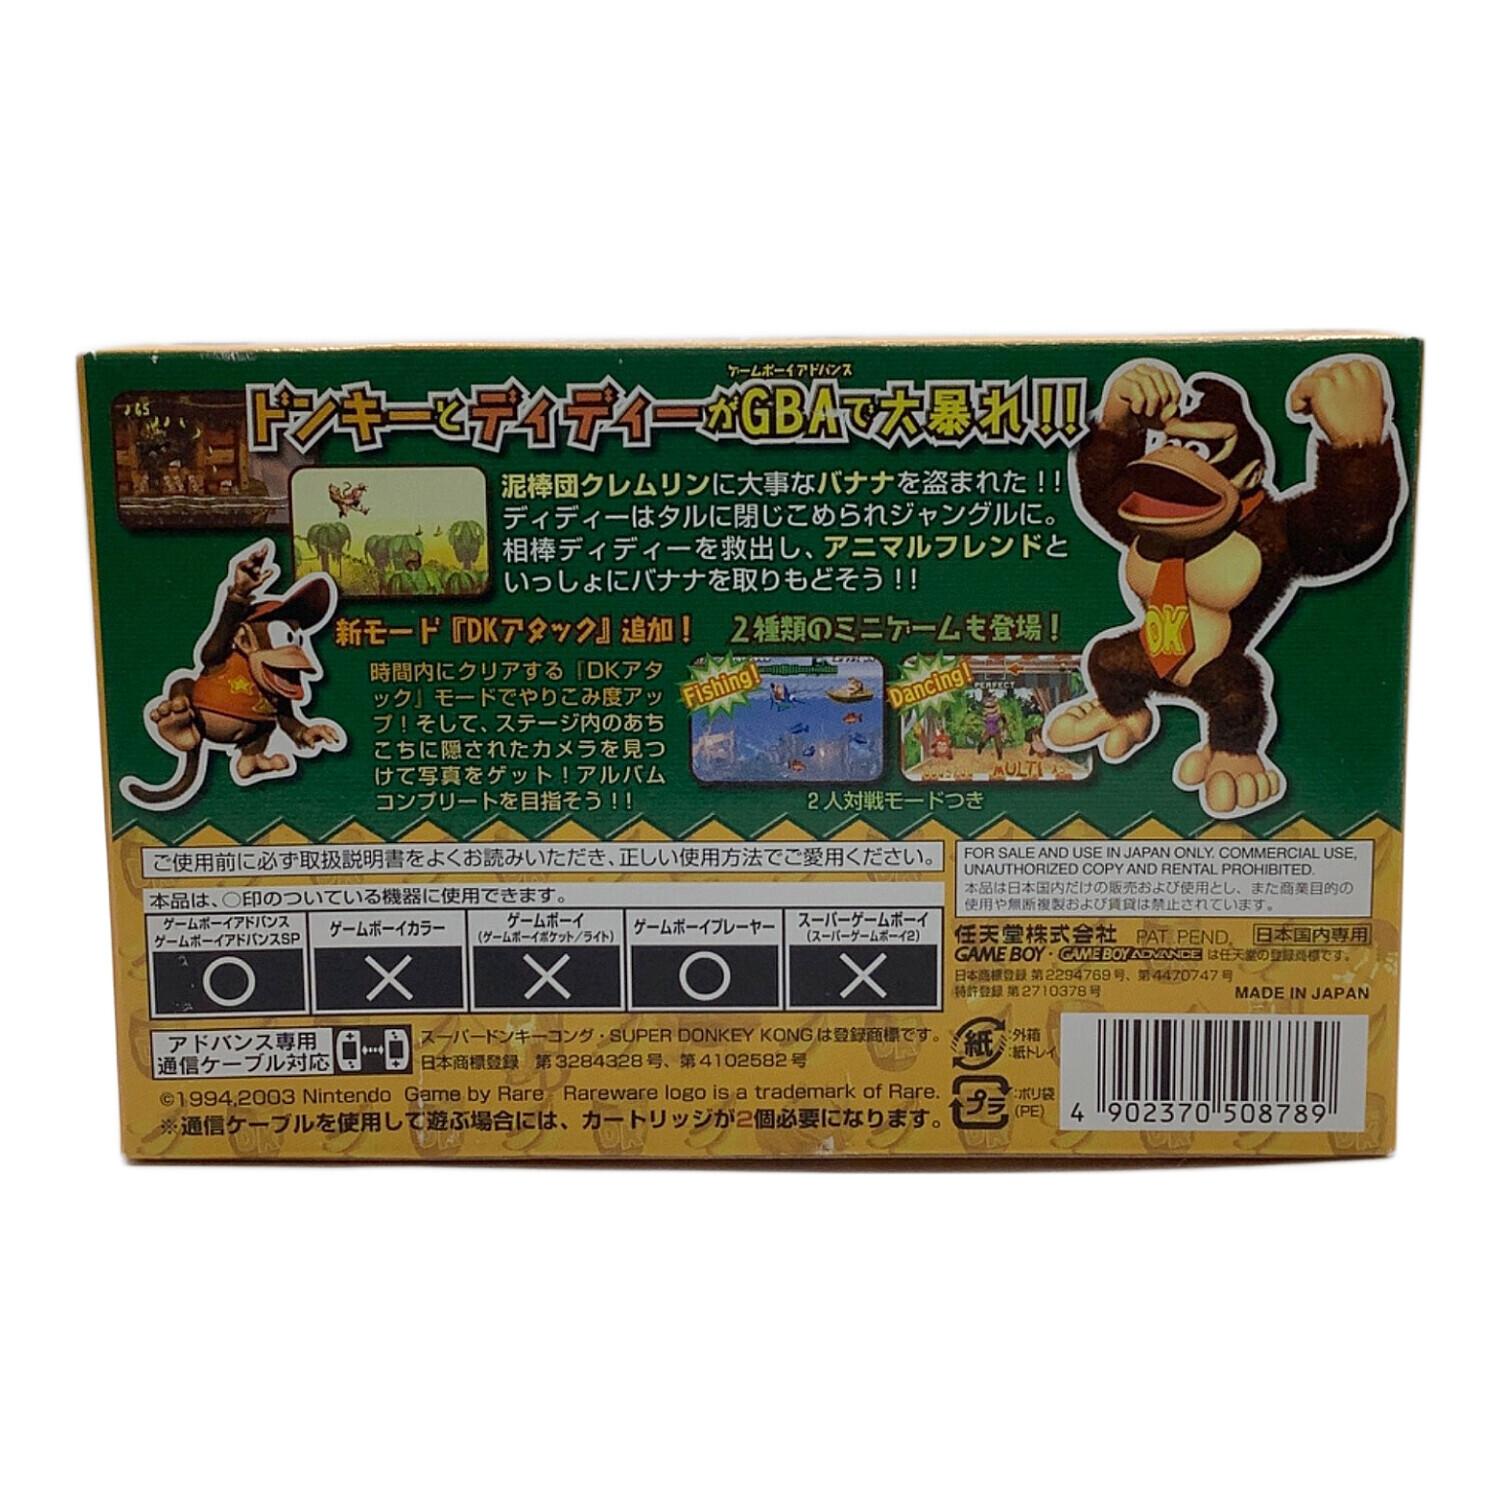 ゲームボーイアドバンス
ドンキーとディディーがGBAで大暴れ!!
泥棒団クレムリンに大事なバナナを盗まれた!!
ディディーはタルに閉じこめられジャングルに。
相棒ディディーを救出し、アニマルフレンドと
いっしょにバナナを取りもどそう!!
新モード『DKアタック』追加!
時間内にクリアする『DKアタ
ック』モードでやりこみ度アッ
プ!そして、ステージ内のあち
こちに隠されたカメラを見つ
けて写真をゲット!アルバム
コンプリートを目指そう!!
2種類のミニゲームも登場!
Fishing!
Dancing!
PERFECT
MULTI
2人対戦モードつき
DK
ご使用前に必ず取扱説明書をよくお読みいただき、正しい使用方法でご愛用ください。
本品は、○印のついている機器に使用できます。
ゲームボーイアドバンス
ゲームボーイアドバンスSP
○
ゲームボーイカラー
×
ゲームボーイ
(ゲームボーイポケット/ライト)
×
ゲームボーイプレーヤー
○
スーパーゲームボーイ
(スーパーゲームボーイ2)
×
アドバンス専用
通信ケーブル対応
スーパードンキーコング・SUPER DONKEY KONGは登録商標です。
日本商標登録 第3284328号、第4102582号
©1994,2003 Nintendo Game by Rare Rareware logo is a trademark of Rare.
※通信ケーブルを使用して遊ぶ場合には、カートリッジが2個必要になります。
FOR SALE AND USE IN JAPAN ONLY. COMMERCIAL USE,
UNAUTHORIZED COPY AND RENTAL PROHIBITED.
本品は日本国内だけの販売および使用とし、また商業目的の
使用や無断複製および賃貸は禁止されています。
任天堂株式会社 PAT. PEND. 日本国内専用
GAME BOY・GAME BOY ADVANCE は任天堂の登録商標です。
日本商標登録 第2294769号、第4470747号
特許登録 第2710378号
MADE IN JAPAN
紙
:外箱
:紙トレイ
プラ
:ポリ袋
(PE)
4 902370 508789